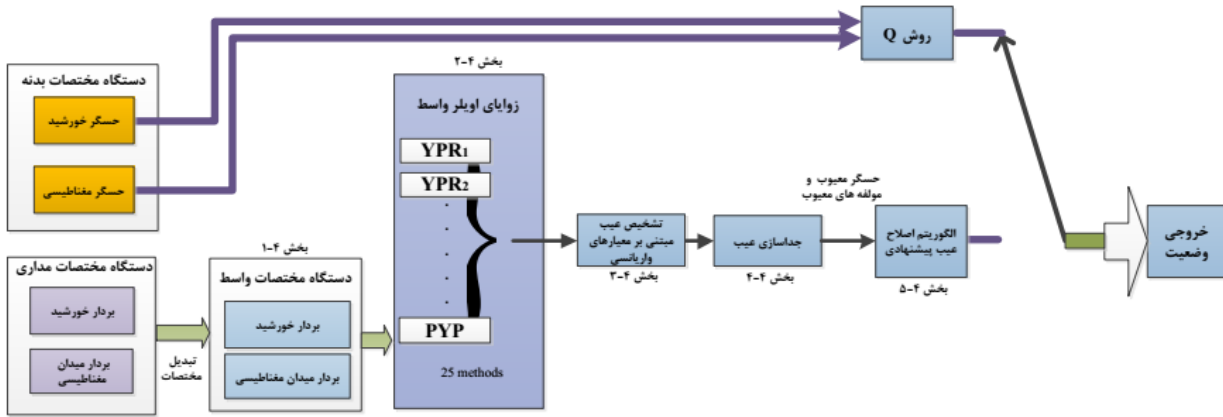 روش Q
دستگاه مختصات بدنه
حسگر خورشید
حسگر مغناطیسی
بخش ۴-۲
زوایای اویلر واسط
YPR1
YPR2
PYP
25 methods
دستگاه مختصات مداری
بردار خورشید
بردار میدان
مغناطیسی
تبدیل
مختصات
بخش ۴-۱
دستگاه مختصات واسط
بردار خورشید
بردار میدان مغناطیسی
تشخیص عیب
مبتنی بر معیارهای
واریانسی
بخش ۴-۳
جداسازی عیب
بخش ۴-۴
حسگر معیوب و
مولفه های معیوب
الگوریتم اصلاح
عیب پیشنهادی
بخش ۴-۵
خروجی
وضعیت